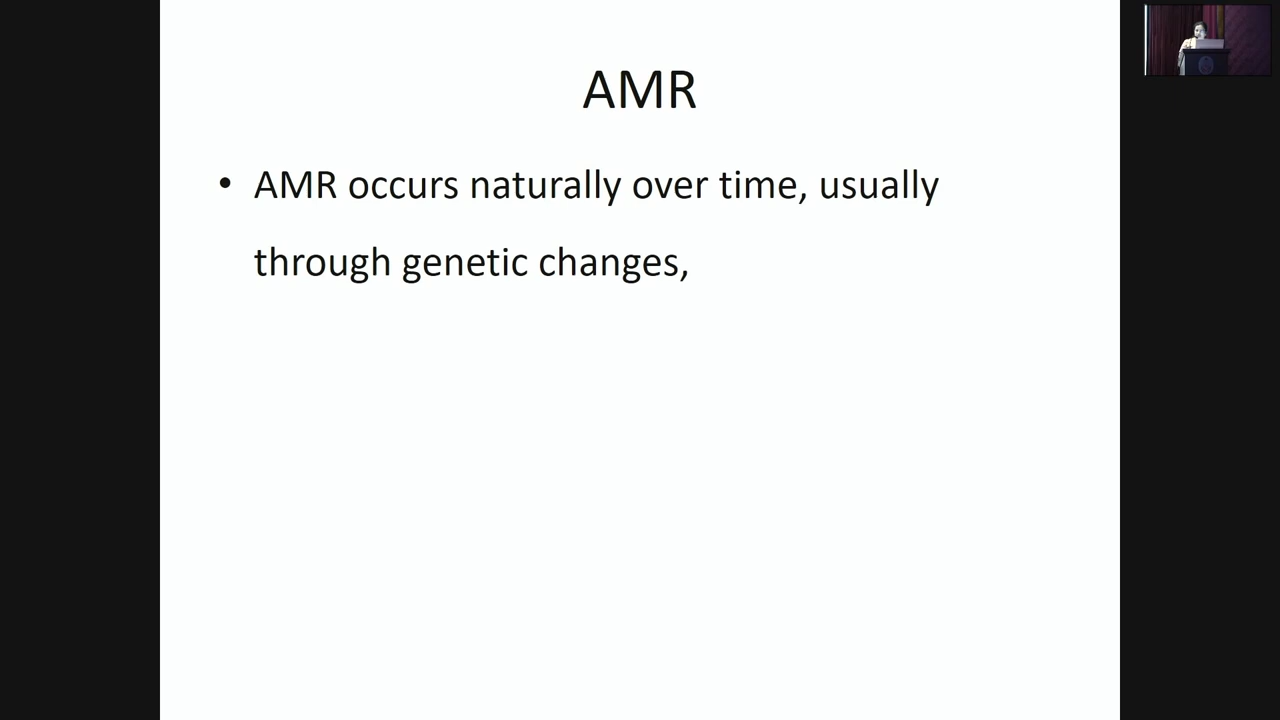 AMR
• AMR occurs naturally over time, usually
through genetic changes,